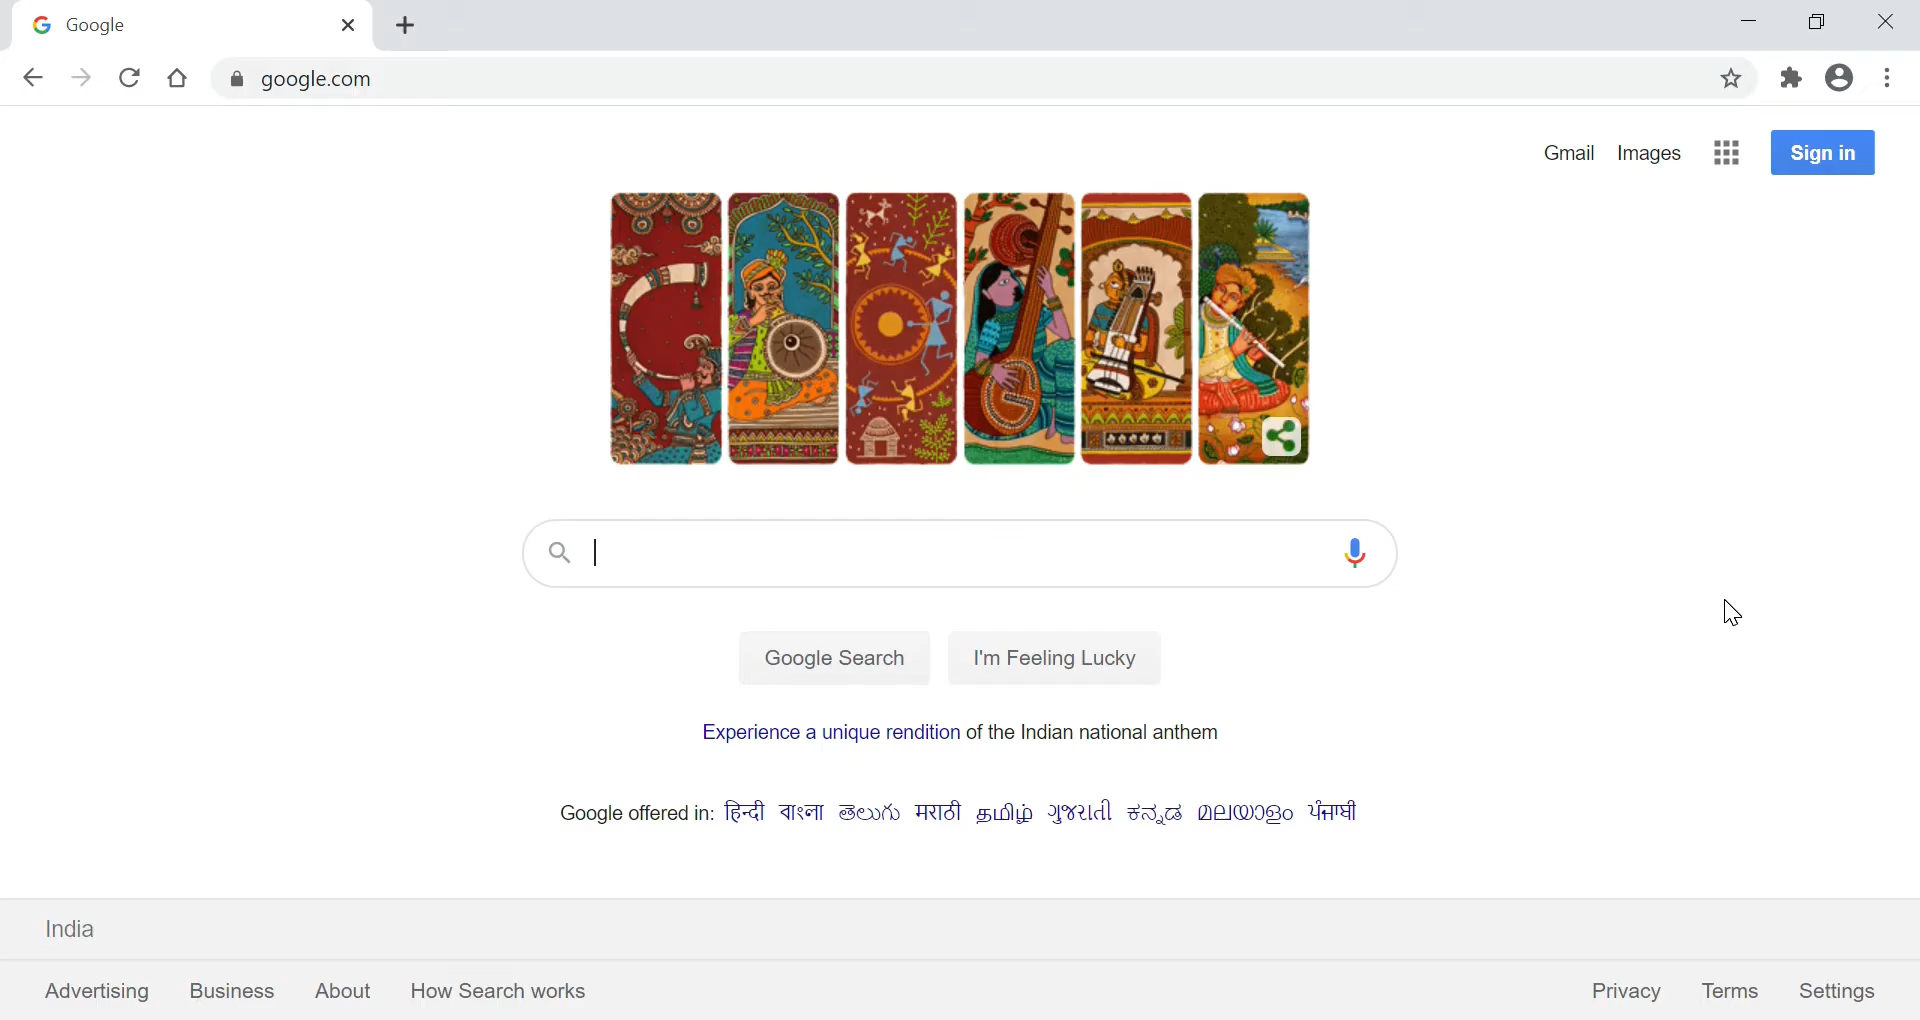 Google
google.com
Gmail Images Sign in
Google Search I'm Feeling Lucky
Experience a unique rendition of the Indian national anthem
Google offered in: हिन्दी বাংলা తెలుగు मराठी தமிழ் ગુજરાતી ಕನ್ನಡ മലയാളം ਪੰਜਾਬੀ
India
Advertising Business About How Search works Privacy Terms Settings